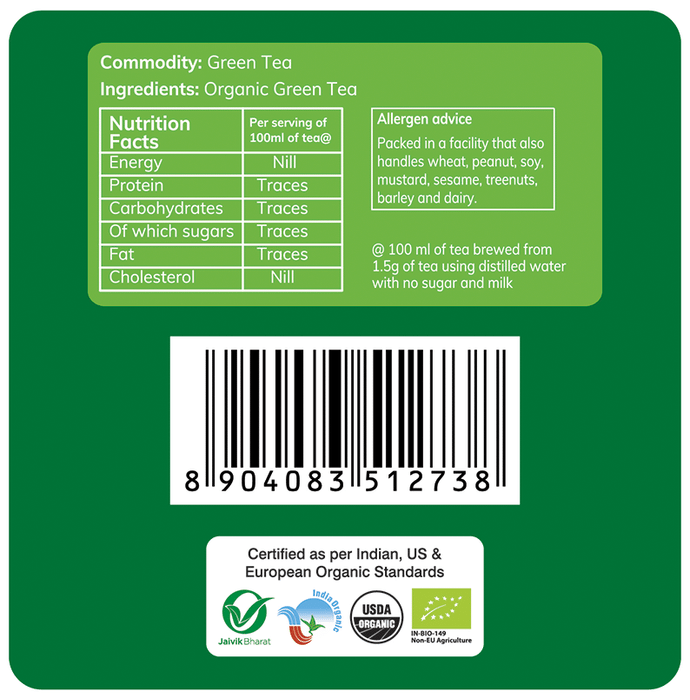 Commodity: Green Tea
Ingredients: Organic Green Tea
Nutrition Facts Per serving of 100ml of tea@
Energy Nill
Protein Traces
Carbohydrates Traces
Of which sugars Traces
Fat Traces
Cholesterol Nill
Allergen advice
Packed in a facility that also
handles wheat, peanut, soy,
mustard, sesame, treenuts,
barley and dairy.
@ 100 ml of tea brewed from
1.5g of tea using distilled water
with no sugar and milk
8 904083 512738
Certified as per Indian, US &
European Organic Standards
Jaivik Bharat
India Organic
USDA
ORGANIC
IN-BIO-149
Non-EU Agriculture